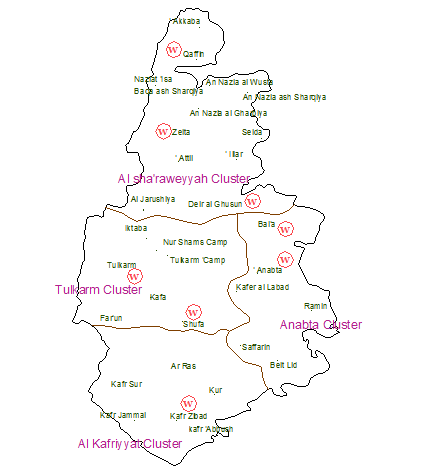 Akkaba
W
Qaffin
Nazlat 'Isa
An Nazla al Wusta
Baqa ash Sharqiya
An Nazla ash Sharqiya
An Nazla al Gharbiya
W Zeita
Seida
'Attil
'Illar
Al sha'raweyyah Cluster
Al Jarushiya
Deir al Ghusun W
Iktaba
Bal'a W
Nur Shams Camp
Tulkarm 'Camp
Tulkarm
W
'Anabta
W
Kafa
Kafer al Labad
Tulkarm Cluster
Ramin
Far'un
W
'Shufa
Anabta Cluster
'Saffarin
Beit Lid
Ar Ras
Kafr Sur
Kur
W
Kafr Jammal
Kafr Zibad
kafr 'Abbush
Al Kafriyyat Cluster